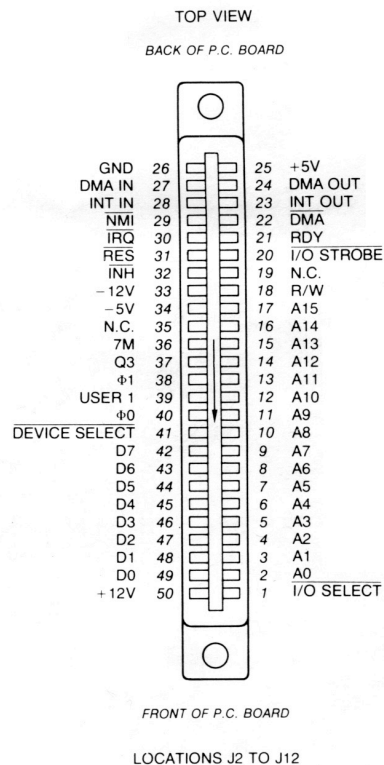 TOP VIEW
BACK OF P.C. BOARD
GND 26 25 +5V
DMA IN 27 24 DMA OUT
INT IN 28 23 INT OUT
NMI 29 22 DMA
IRQ 30 21 RDY
RES 31 20 I/O STROBE
INH 32 19 N.C.
−12V 33 18 R/W
−5V 34 17 A15
N.C. 35 16 A14
7M 36 15 A13
Q3 37 14 A12
Φ1 38 13 A11
USER 1 39 12 A10
Φ0 40 11 A9
DEVICE SELECT 41 10 A8
D7 42 9 A7
D6 43 8 A6
D5 44 7 A5
D4 45 6 A4
D3 46 5 A3
D2 47 4 A2
D1 48 3 A1
D0 49 2 A0
+12V 50 1 I/O SELECT
FRONT OF P.C. BOARD
LOCATIONS J2 TO J12